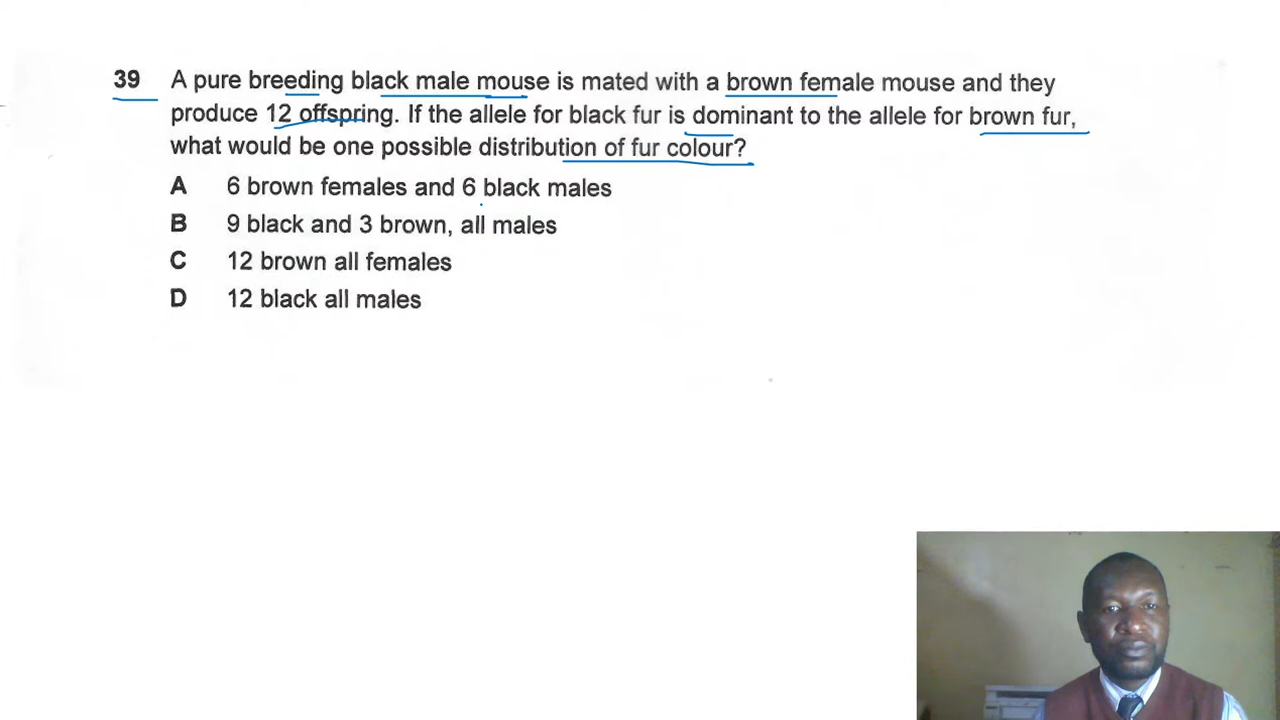 39 A pure breeding black male mouse is mated with a brown female mouse and they
produce 12 offspring. If the allele for black fur is dominant to the allele for brown fur,
what would be one possible distribution of fur colour?
A 6 brown females and 6 black males
B 9 black and 3 brown, all males
C 12 brown all females
D 12 black all males